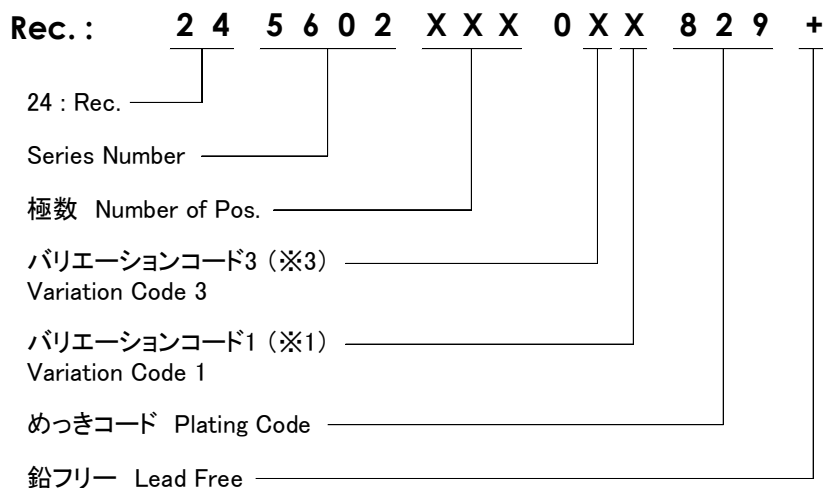 Rec. : 2 4 5 6 0 2 X X X 0 X X 8 2 9 +
24 : Rec.
Series Number
極数 Number of Pos.
バリエーションコード3 (※3)
Variation Code 3
バリエーションコード1 (※1)
Variation Code 1
めっきコード Plating Code
鉛フリー Lead Free